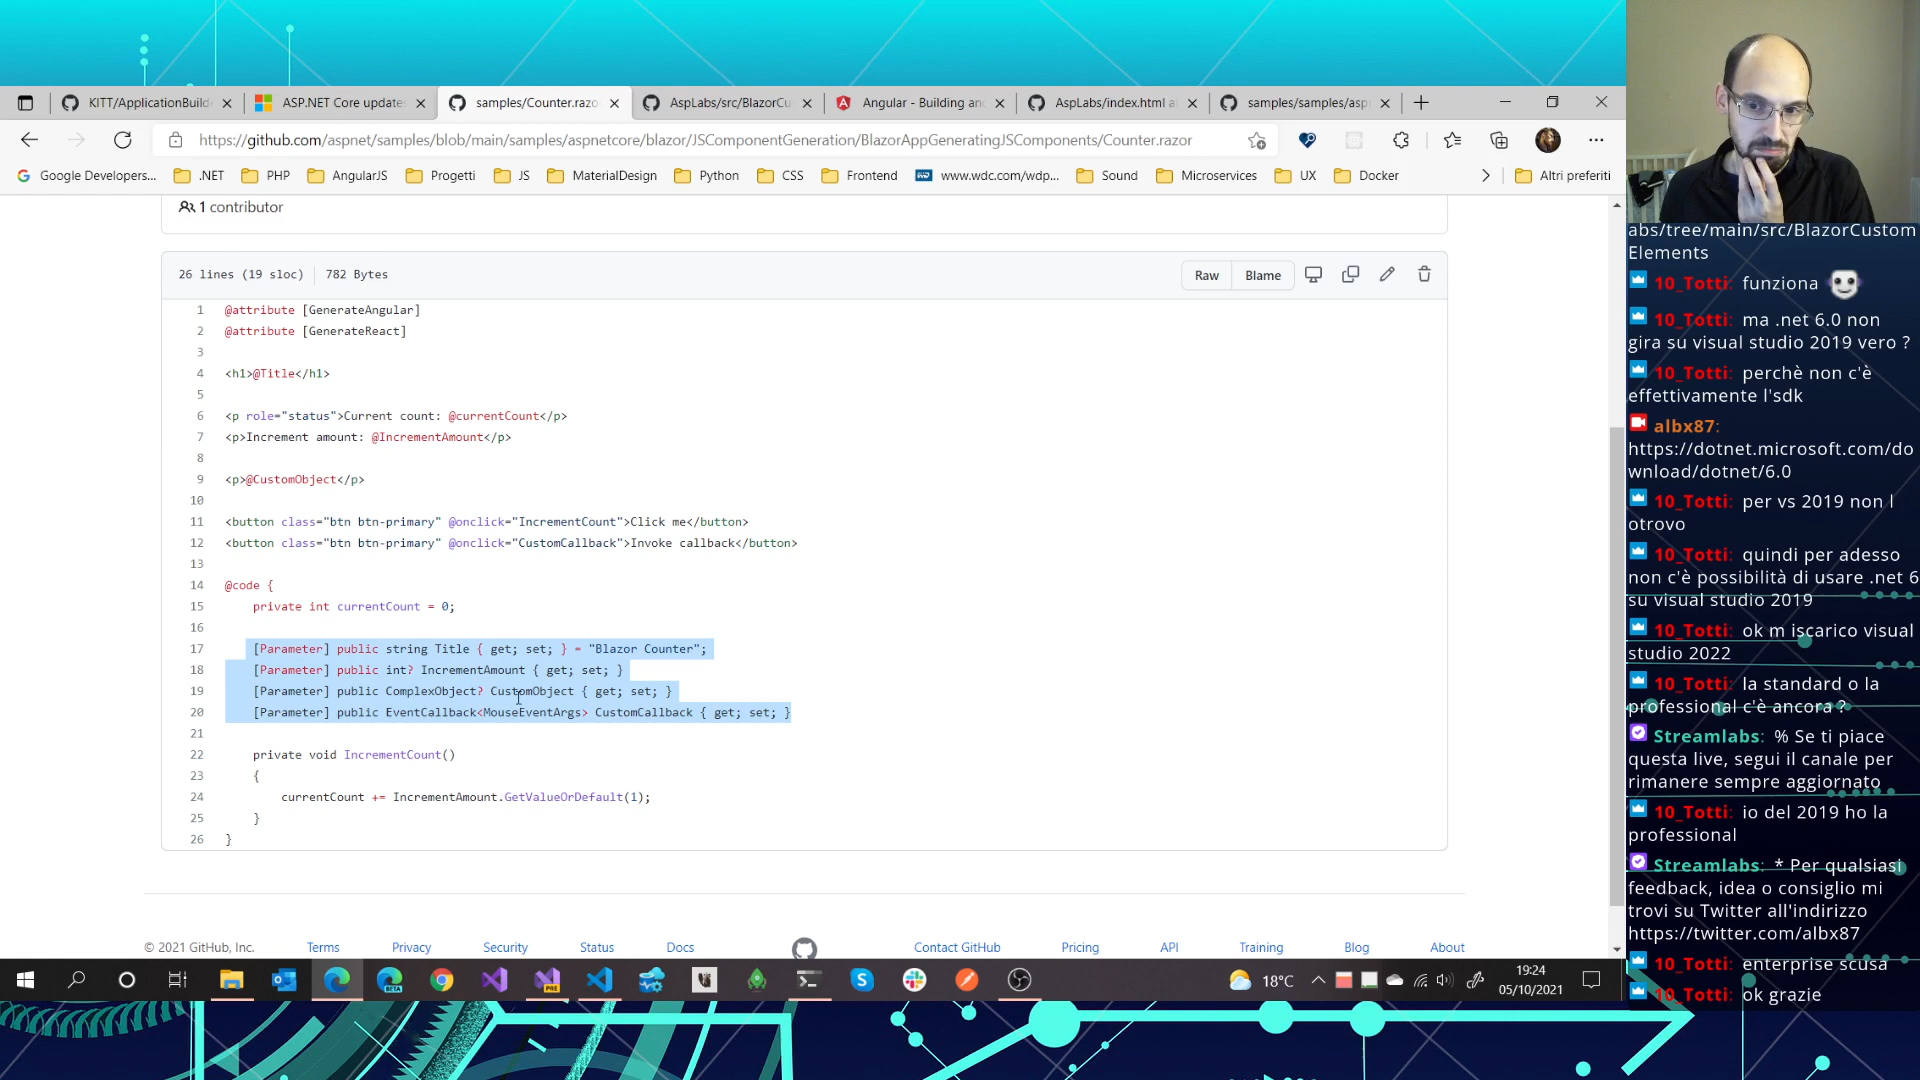 KITT/ApplicationBuild
ASP.NET Core update
samples/Counter.razo
AspLabs/src/BlazorCu
Angular - Building an
AspLabs/index.html a
samples/samples/asp
https://github.com/aspnet/samples/blob/main/samples/aspnetcore/blazor/JSComponentGeneration/BlazorAppGeneratingJSComponents/Counter.razor
Google Developers...
.NET
PHP
AngularJS
Progetti
JS
MaterialDesign
Python
CSS
Frontend
www.wdc.com/wdp...
Sound
Microservices
UX
Docker
Altri preferiti
1 contributor
26 lines (19 sloc)
782 Bytes
Raw
Blame
1 @attribute [GenerateAngular]
2 @attribute [GenerateReact]
3
4 <h1>@Title</h1>
5
6 <p role="status">Current count: @currentCount</p>
7 <p>Increment amount: @IncrementAmount</p>
8
9 <p>@CustomObject</p>
10
11 <button class="btn btn-primary" @onclick="IncrementCount">Click me</button>
12 <button class="btn btn-primary" @onclick="CustomCallback">Invoke callback</button>
13
14 @code {
15 private int currentCount = 0;
16
17 [Parameter] public string Title { get; set; } = "Blazor Counter";
18 [Parameter] public int? IncrementAmount { get; set; }
19 [Parameter] public ComplexObject? CustomObject { get; set; }
20 [Parameter] public EventCallback<MouseEventArgs> CustomCallback { get; set; }
21
22 private void IncrementCount()
23 {
24 currentCount += IncrementAmount.GetValueOrDefault(1);
25 }
26 }
© 2021 GitHub, Inc.
Terms
Privacy
Security
Status
Docs
Contact GitHub
Pricing
API
Training
Blog
About
BETA
PRE
18°C
19:24
05/10/2021
abs/tree/main/src/BlazorCustom
Elements
10_Totti: funziona
10_Totti: ma .net 6.0 non
gira su visual studio 2019 vero ?
10_Totti: perchè non c'è
effettivamente l'sdk
albx87:
https://dotnet.microsoft.com/do
wnload/dotnet/6.0
10_Totti: per vs 2019 non l
otrovo
10_Totti: quindi per adesso
non c'è possibilità di usare .net 6
su visual studio 2019
10_Totti: ok m iscarico visual
studio 2022
10_Totti: la standard o la
professional c'è ancora ?
Streamlabs: % Se ti piace
questa live, segui il canale per
rimanere sempre aggiornato
10_Totti: io del 2019 ho la
professional
Streamlabs: * Per qualsiasi
feedback, idea o consiglio mi
trovi su Twitter all'indirizzo
https://twitter.com/albx87
10_Totti: enterprise scusa
10_Totti: ok grazie